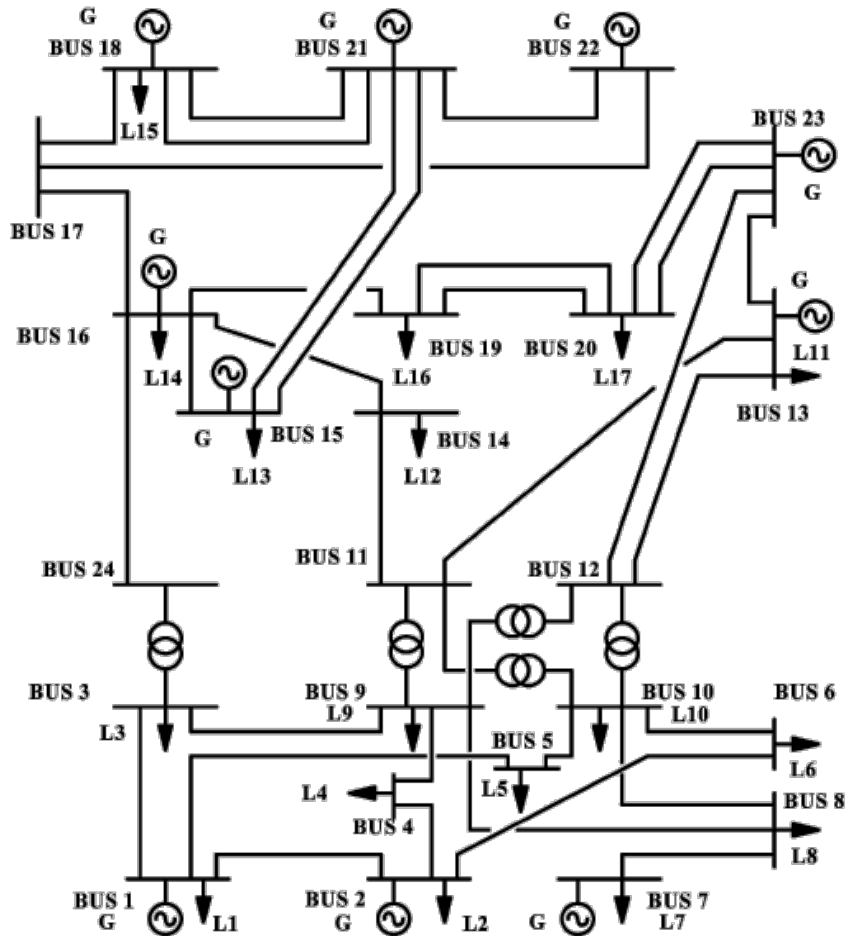 G
G
G
BUS 18
BUS 21
BUS 22
L15
BUS 23
G
BUS 17
G
G
BUS 16
BUS 19
BUS 20
L11
L14
L16
L17
BUS 13
G
BUS 15
BUS 14
L13
L12
BUS 24
BUS 11
BUS 12
BUS 3
BUS 9
BUS 10
BUS 6
L3
L9
L10
BUS 5
L6
L4
L5
BUS 8
BUS 4
L8
BUS 1
BUS 2
BUS 7
G
L1
G
L2
G
L7